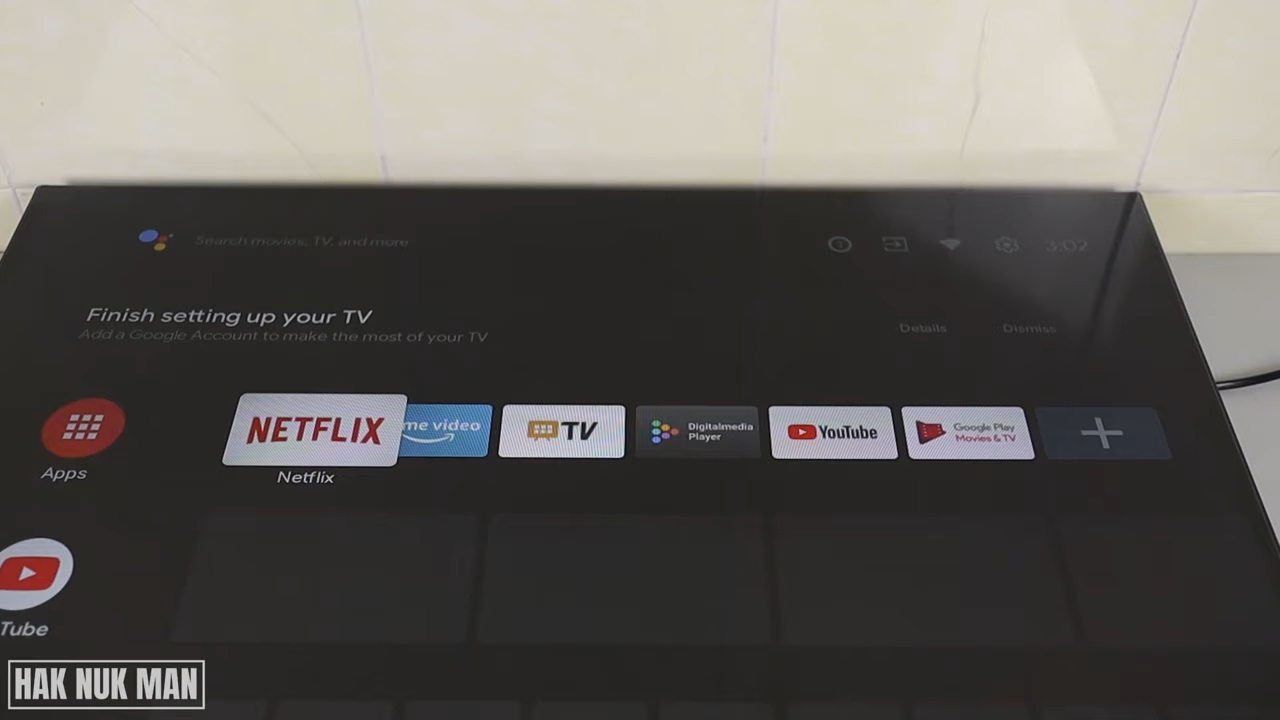 Search movies, TV, and more
3:02
Finish setting up your TV
Add a Google Account to make the most of your TV
Details
Dismiss
NETFLIX
me video
TV
Digitalmedia
Player
YouTube
Google Play
Movies & TV
Apps
Netflix
Tube
HAK NUK MAN